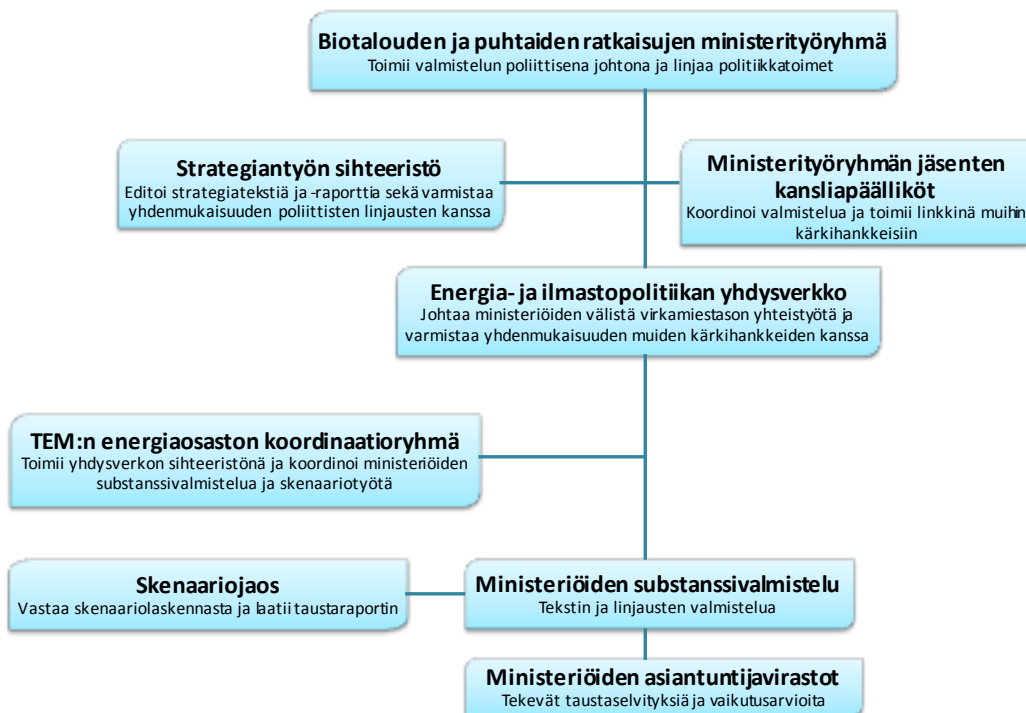 Biotalouden ja puhtaiden ratkaisujen ministerityöryhmä
Toimii valmistelun poliittisena johtona ja linjaa politiikkatoimet
Strategiantyön sihteeristö
Editoi strategiatekstiä ja -raporttia sekä varmistaa
yhdenmukaisuuden poliittisten linjausten kanssa
Ministerityöryhmän jäsenten
kansliapäälliköt
Koordinoi valmistelua ja toimii linkkinä muihin
kärkihankkeisiin
Energia- ja ilmastopolitiikan yhdysverkko
Johtaa ministeriöiden välistä virkamiestason yhteistyötä ja
varmistaa yhdenmukaisuuden muiden kärkihankkeiden kanssa
TEM:n energiaosaston koordinaatioryhmä
Toimii yhdysverkon sihteeristönä ja koordinoi ministeriöiden
substanssivalmistelua ja skenaariotyötä
Skenaariojaos
Vastaa skenaariolaskennasta ja laatii taustaraportin
Ministeriöiden substanssivalmistelu
Tekstin ja linjausten valmistelua
Ministeriöiden asiantuntijavirastot
Tekevät taustaselvityksiä ja vaikutusarvioita